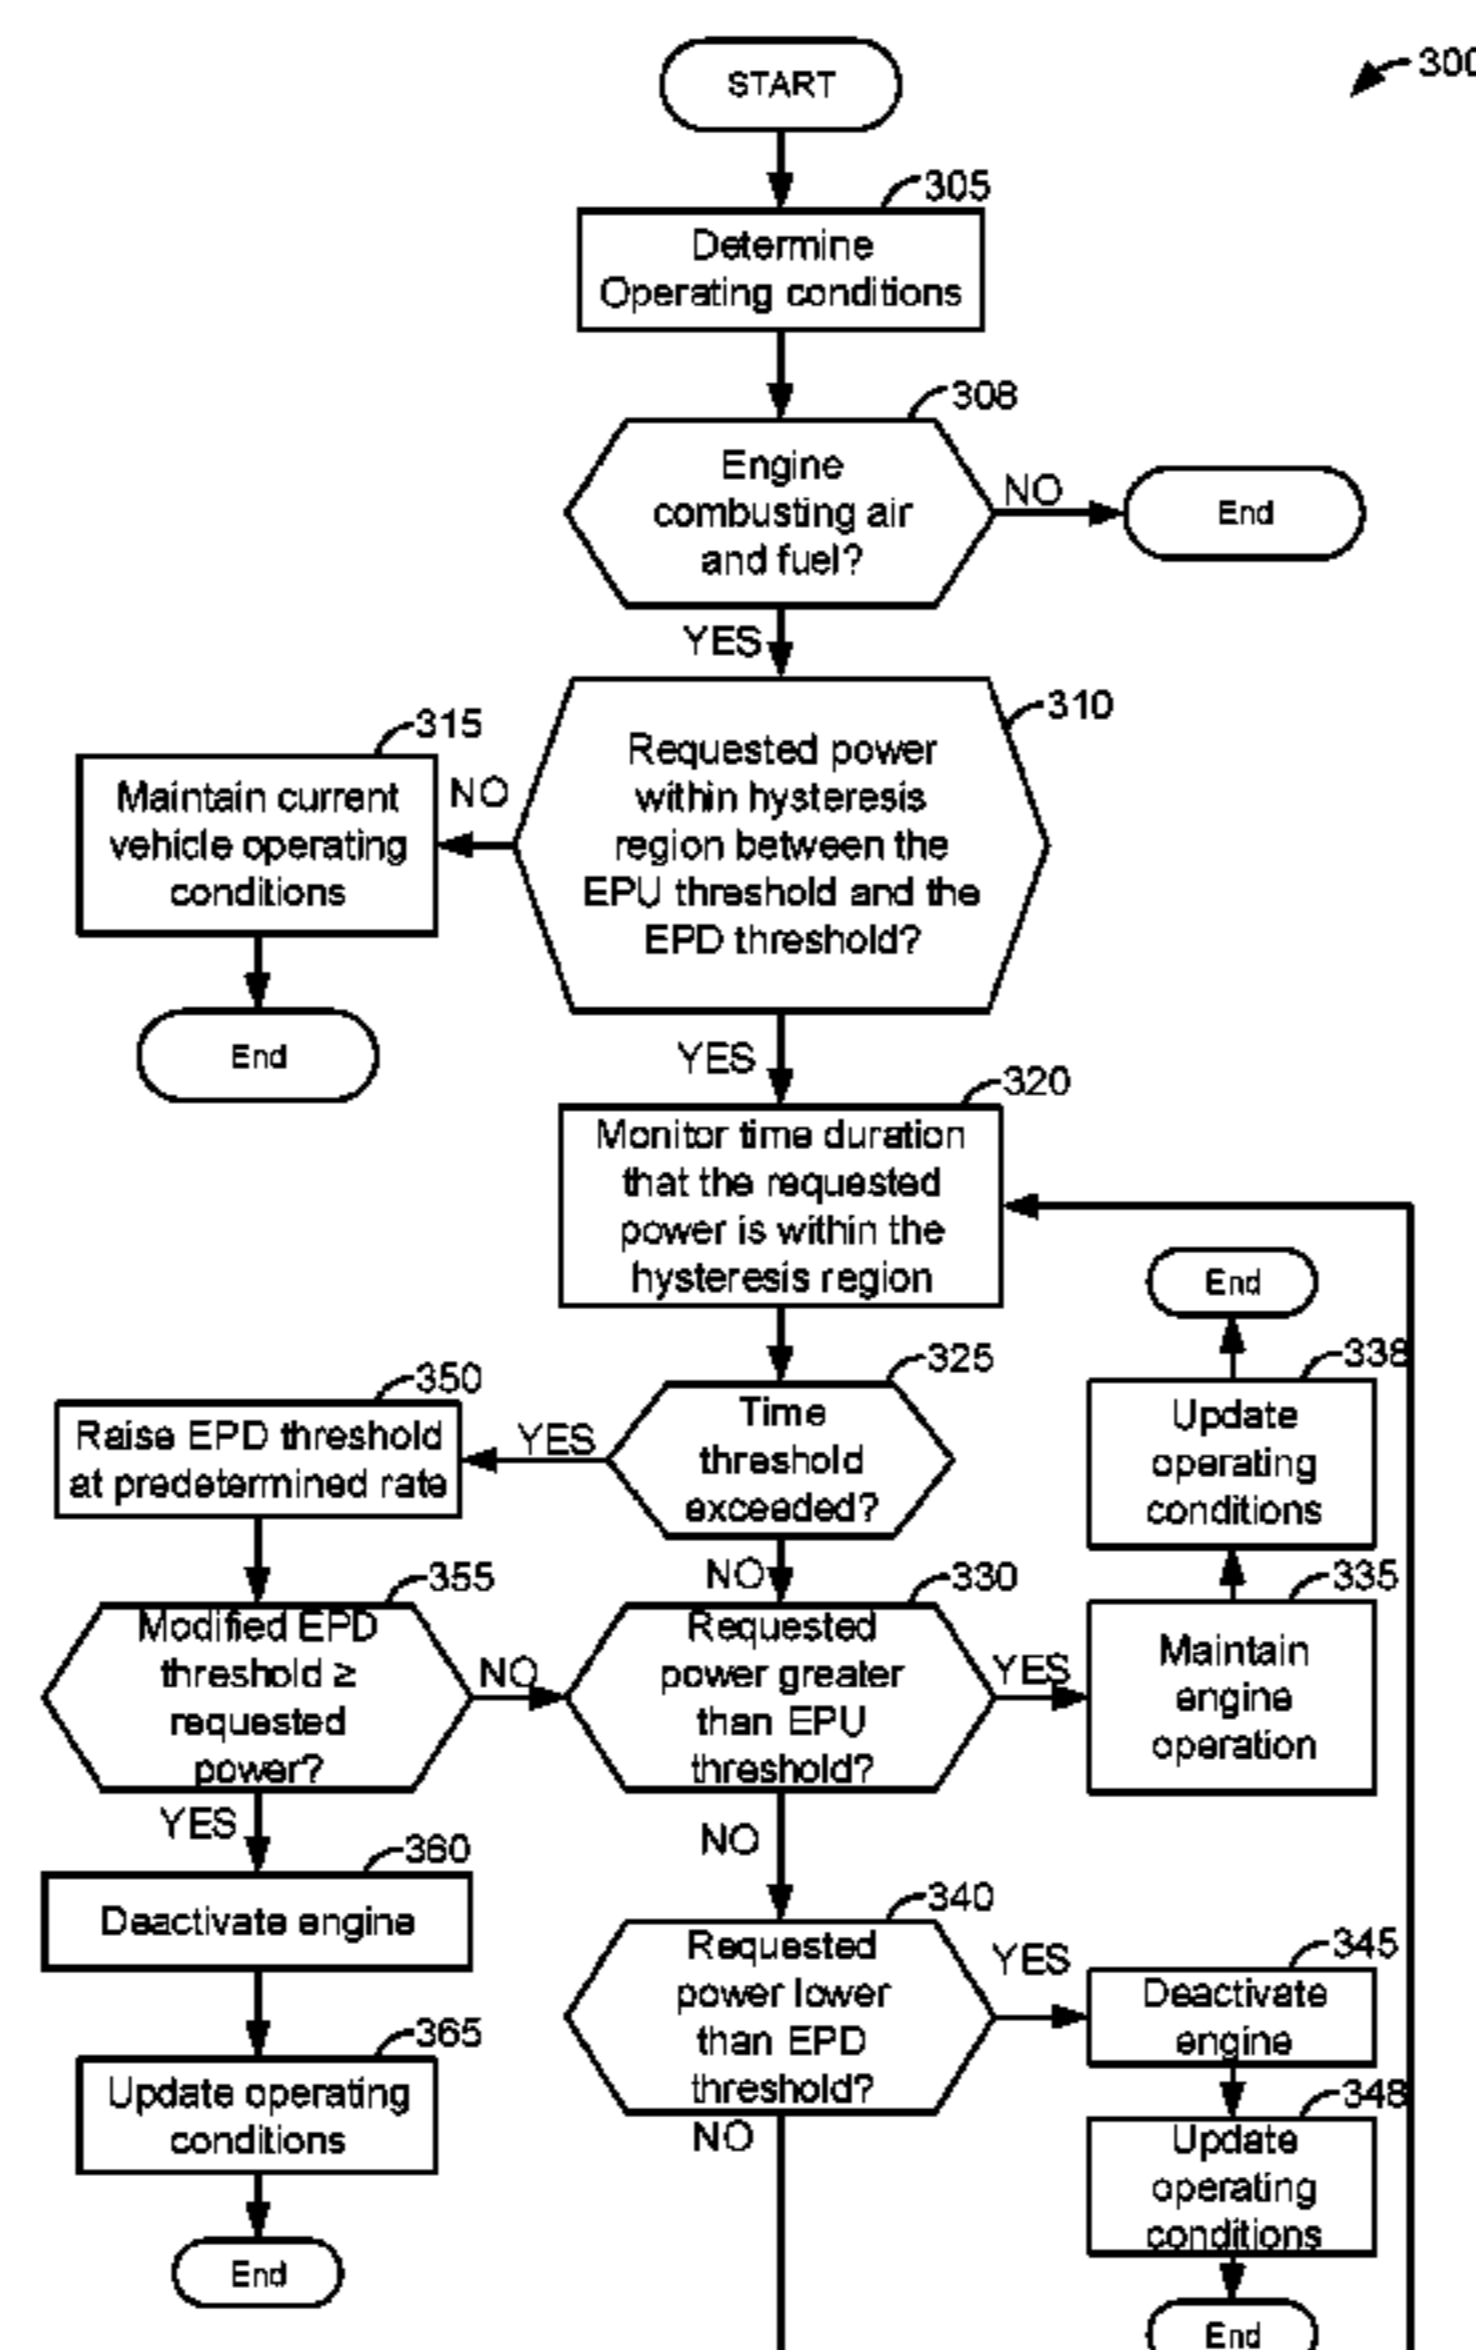 START
300
305
Determine
Operating conditions
308
Engine
combusting air
and fuel?
NO
End
YES
310
Requested power
within hysteresis
region between the
EPU threshold and the
EPD threshold?
315
NO
Maintain current
vehicle operating
conditions
End
YES
320
Monitor time duration
that the requested
power is within the
hysteresis region
End
325
Time
threshold
exceeded?
338
Update
operating
conditions
350
YES
Raise EPD threshold
at predetermined rate
NO
330
335
355
Modified EPD
threshold ≥
requested
power?
NO
Requested
power greater
than EPU
threshold?
YES
Maintain
engine
operation
YES
360
Deactivate engine
NO
340
Requested
power lower
than EPD
threshold?
YES
345
Deactivate
engine
365
Update operating
conditions
End
NO
348
Update
operating
conditions
End